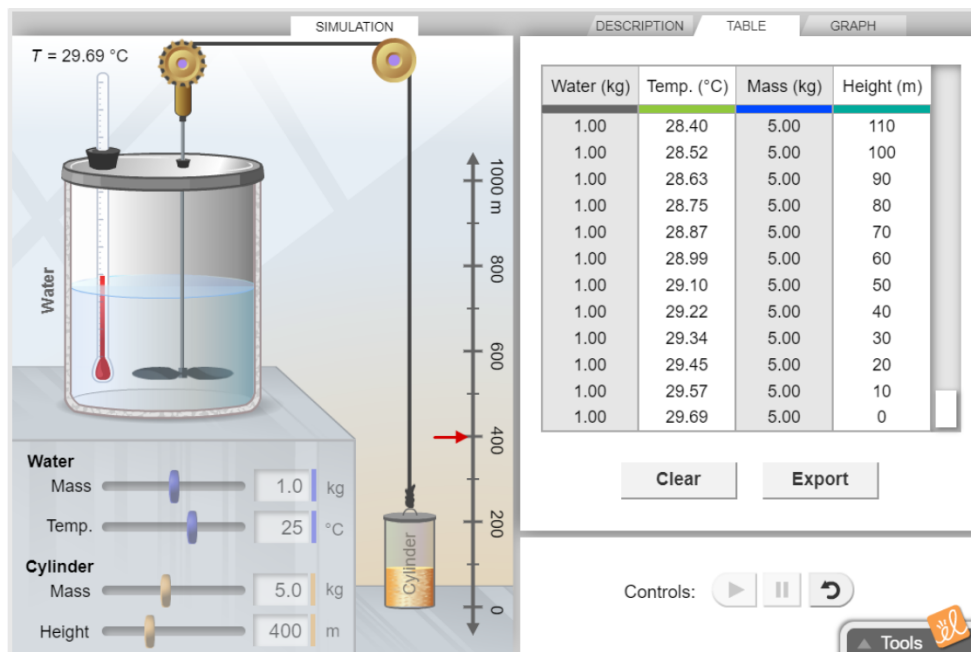 SIMULATION
DESCRIPTION TABLE GRAPH
T = 29.69 °C
Water
1000 m
800
600
400
200
0
Cylinder
Water
Mass 1.0 kg
Temp. 25 °C
Cylinder
Mass 5.0 kg
Height 400 m
Water (kg) Temp. (°C) Mass (kg) Height (m)
1.00 28.40 5.00 110
1.00 28.52 5.00 100
1.00 28.63 5.00 90
1.00 28.75 5.00 80
1.00 28.87 5.00 70
1.00 28.99 5.00 60
1.00 29.10 5.00 50
1.00 29.22 5.00 40
1.00 29.34 5.00 30
1.00 29.45 5.00 20
1.00 29.57 5.00 10
1.00 29.69 5.00 0
Clear Export
Controls:
Tools
el